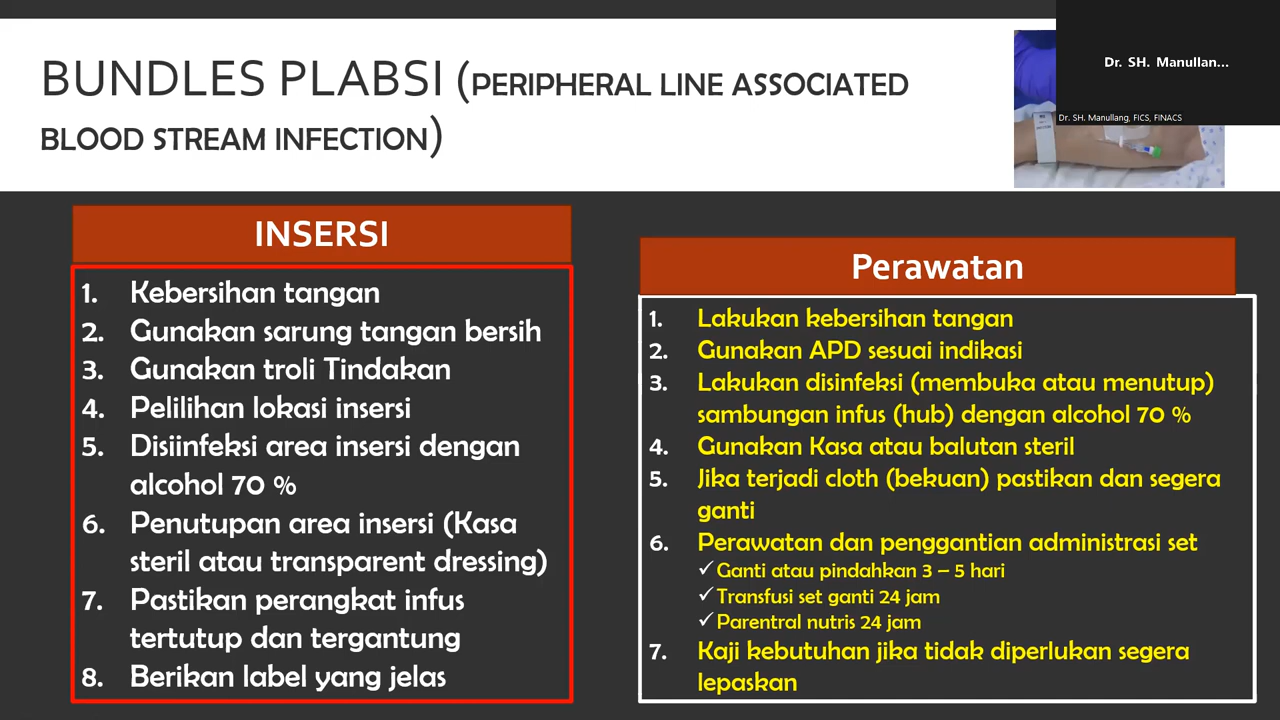 BUNDLES PLABSI (PERIPHERAL LINE ASSOCIATED
BLOOD STREAM INFECTION)
Dr. SH. Manullan...
Dr. SH. Manullang, FICS, FINACS
INSERSI
1. Kebersihan tangan
2. Gunakan sarung tangan bersih
3. Gunakan troli Tindakan
4. Pelilihan lokasi insersi
5. Disiinfeksi area insersi dengan
alcohol 70 %
6. Penutupan area insersi (Kasa
steril atau transparent dressing)
7. Pastikan perangkat infus
tertutup dan tergantung
8. Berikan label yang jelas
Perawatan
1. Lakukan kebersihan tangan
2. Gunakan APD sesuai indikasi
3. Lakukan disinfeksi (membuka atau menutup)
sambungan infus (hub) dengan alcohol 70 %
4. Gunakan Kasa atau balutan steril
5. Jika terjadi cloth (bekuan) pastikan dan segera
ganti
6. Perawatan dan penggantian administrasi set
✓Ganti atau pindahkan 3 – 5 hari
✓Transfusi set ganti 24 jam
✓Parentral nutris 24 jam
7. Kaji kebutuhan jika tidak diperlukan segera
lepaskan